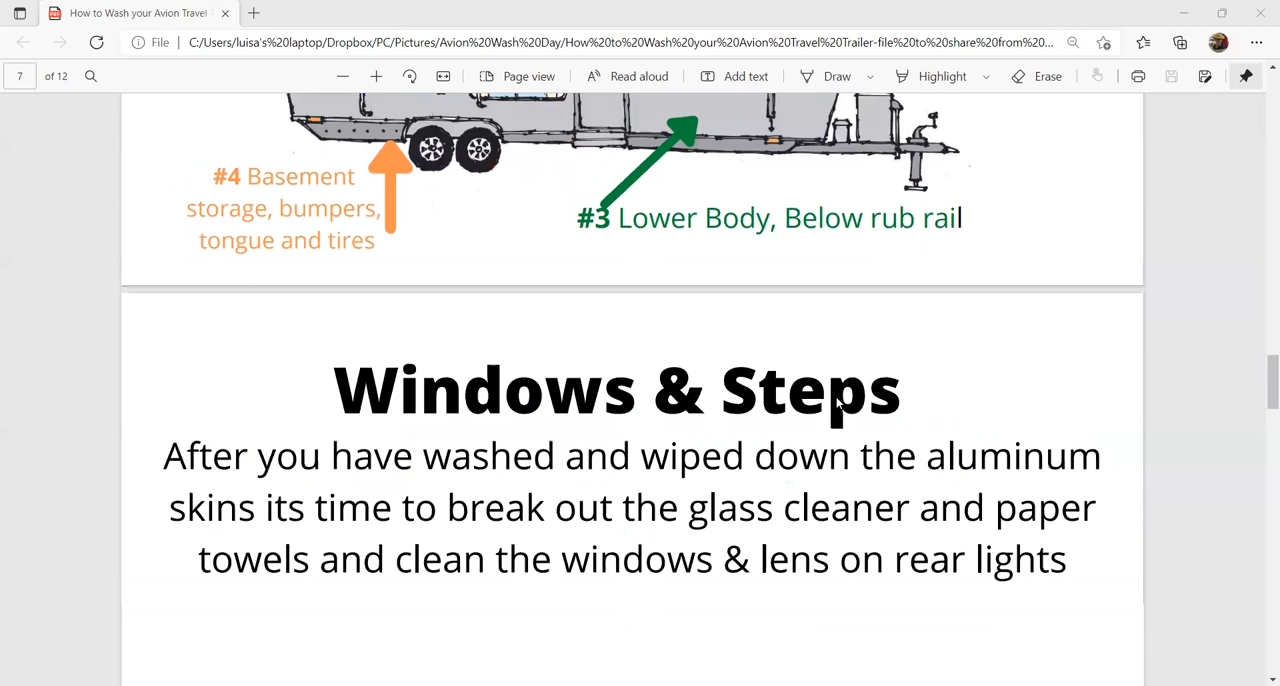 How to Wash your Avion Travel T
File
C:/Users/luisa's%20laptop/Dropbox/PC/Pictures/Avion%20Wash%20Day/How%20to%20Wash%20your%20Avion%20Travel%20Trailer-file%20to%20share%20from%20...
7 of 12
Page view
Read aloud
Add text
Draw
Highlight
Erase
#4 Basement
storage, bumpers,
tongue and tires
#3 Lower Body, Below rub rail
Windows & Steps
After you have washed and wiped down the aluminum
skins its time to break out the glass cleaner and paper
towels and clean the windows & lens on rear lights